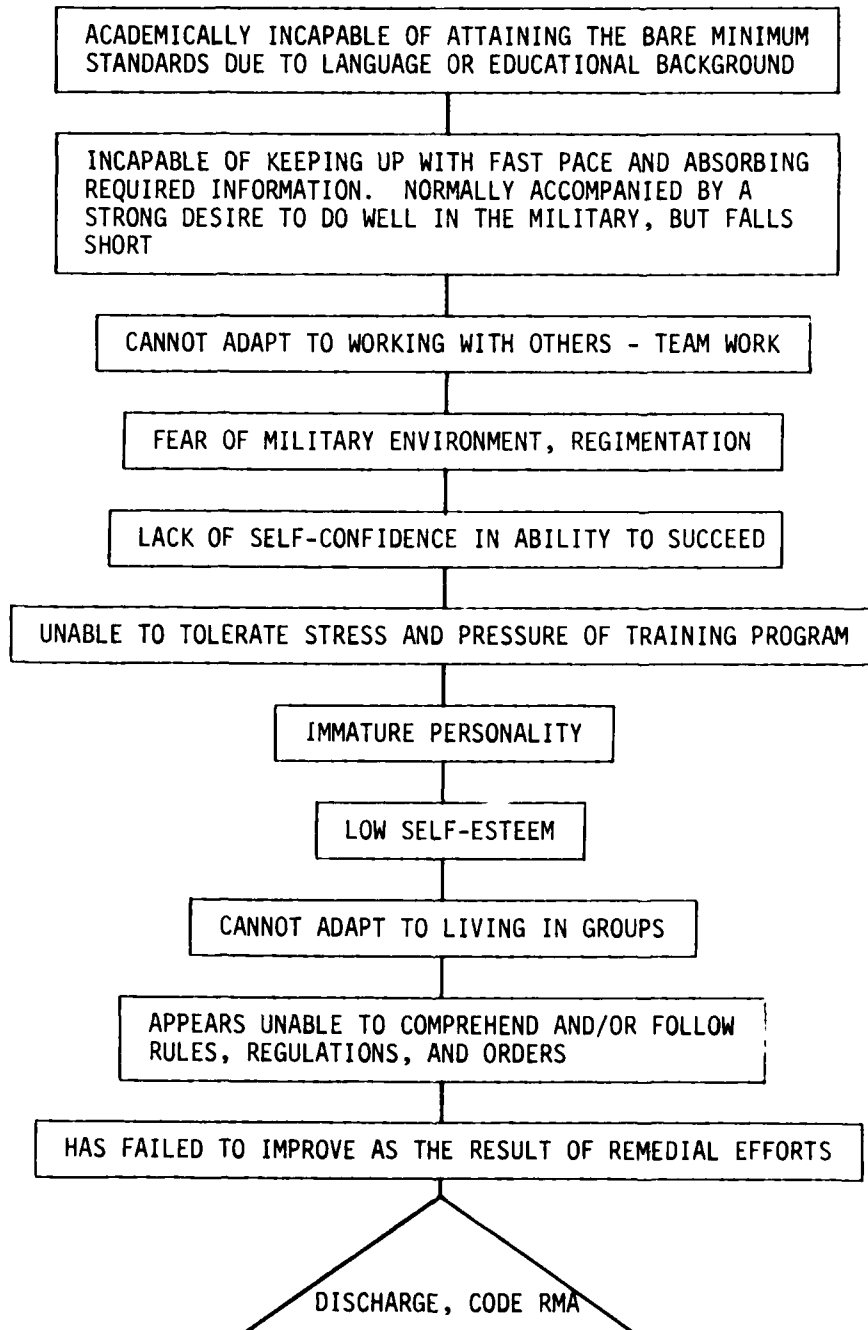 ACADEMICALLY INCAPABLE OF ATTAINING THE BARE MINIMUM
STANDARDS DUE TO LANGUAGE OR EDUCATIONAL BACKGROUND
INCAPABLE OF KEEPING UP WITH FAST PACE AND ABSORBING
REQUIRED INFORMATION. NORMALLY ACCOMPANIED BY A
STRONG DESIRE TO DO WELL IN THE MILITARY, BUT FALLS
SHORT
CANNOT ADAPT TO WORKING WITH OTHERS - TEAM WORK
FEAR OF MILITARY ENVIRONMENT, REGIMENTATION
LACK OF SELF-CONFIDENCE IN ABILITY TO SUCCEED
UNABLE TO TOLERATE STRESS AND PRESSURE OF TRAINING PROGRAM
IMMATURE PERSONALITY
LOW SELF-ESTEEM
CANNOT ADAPT TO LIVING IN GROUPS
APPEARS UNABLE TO COMPREHEND AND/OR FOLLOW
RULES, REGULATIONS, AND ORDERS
HAS FAILED TO IMPROVE AS THE RESULT OF REMEDIAL EFFORTS
DISCHARGE, CODE RMA